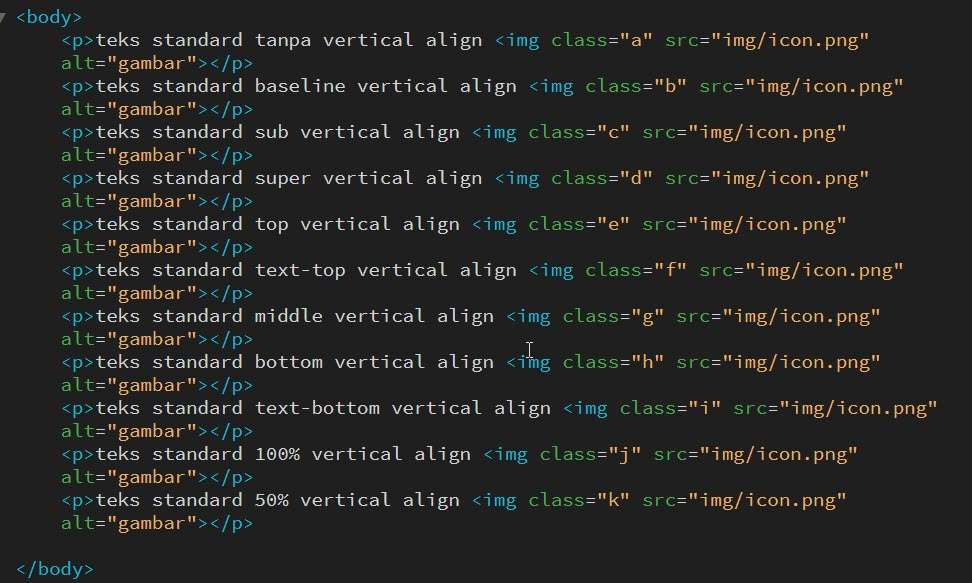 <body>
<p>teks standard tanpa vertical align <img class="a" src="img/icon.png"
alt="gambar"></p>
<p>teks standard baseline vertical align <img class="b" src="img/icon.png"
alt="gambar"></p>
<p>teks standard sub vertical align <img class="c" src="img/icon.png"
alt="gambar"></p>
<p>teks standard super vertical align <img class="d" src="img/icon.png"
alt="gambar"></p>
<p>teks standard top vertical align <img class="e" src="img/icon.png"
alt="gambar"></p>
<p>teks standard text-top vertical align <img class="f" src="img/icon.png"
alt="gambar"></p>
<p>teks standard middle vertical align <img class="g" src="img/icon.png"
alt="gambar"></p>
<p>teks standard bottom vertical align <img class="h" src="img/icon.png"
alt="gambar"></p>
<p>teks standard text-bottom vertical align <img class="i" src="img/icon.png"
alt="gambar"></p>
<p>teks standard 100% vertical align <img class="j" src="img/icon.png"
alt="gambar"></p>
<p>teks standard 50% vertical align <img class="k" src="img/icon.png"
alt="gambar"></p>
</body>